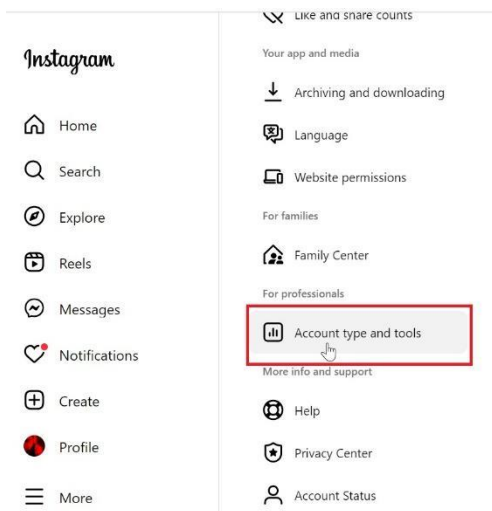 Instagram
Home
Search
Explore
Reels
Messages
Notifications
Create
Profile
More
Like and share counts
Your app and media
Archiving and downloading
Language
Website permissions
For families
Family Center
For professionals
Account type and tools
More info and support
Help
Privacy Center
Account Status